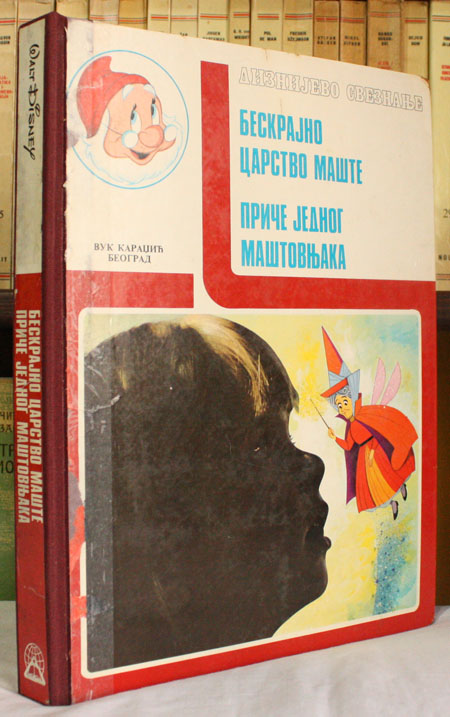 Walt Disney
БЕСКРАЈНО ЦАРСТВО МАШТЕ
ПРИЧЕ ЈЕДНОГ МАШТОВЊАКА
ДИЗНИЈЕВО СВЕЗНАЊЕ
БЕСКРАЈНО
ЦАРСТВО МАШТЕ
ПРИЧЕ ЈЕДНОГ
МАШТОВЊАКА
ВУК КАРАЏИЋ
БЕОГРАД